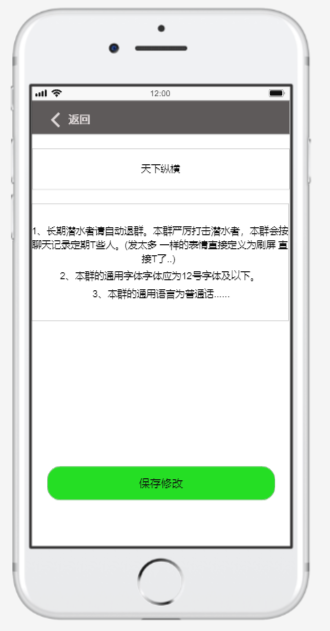 12:00
返回
天下纵横
1、长期潜水者请自动退群。本群严厉打击潜水者，本群会按
聊天记录定期T些人。(发太多 一样的表情直接定义为刷屏 直
接T了..)
2、本群的通用字体字体应为12号字体及以下。
3、本群的通用语言为普通话......
保存修改